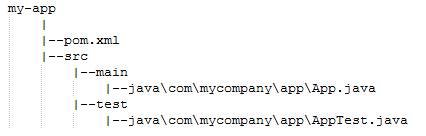 my-app
|
|--pom.xml
|--src
|--main
|--java\com\mycompany\app\App.java
|--test
|--java\com\mycompany\app\AppTest.java